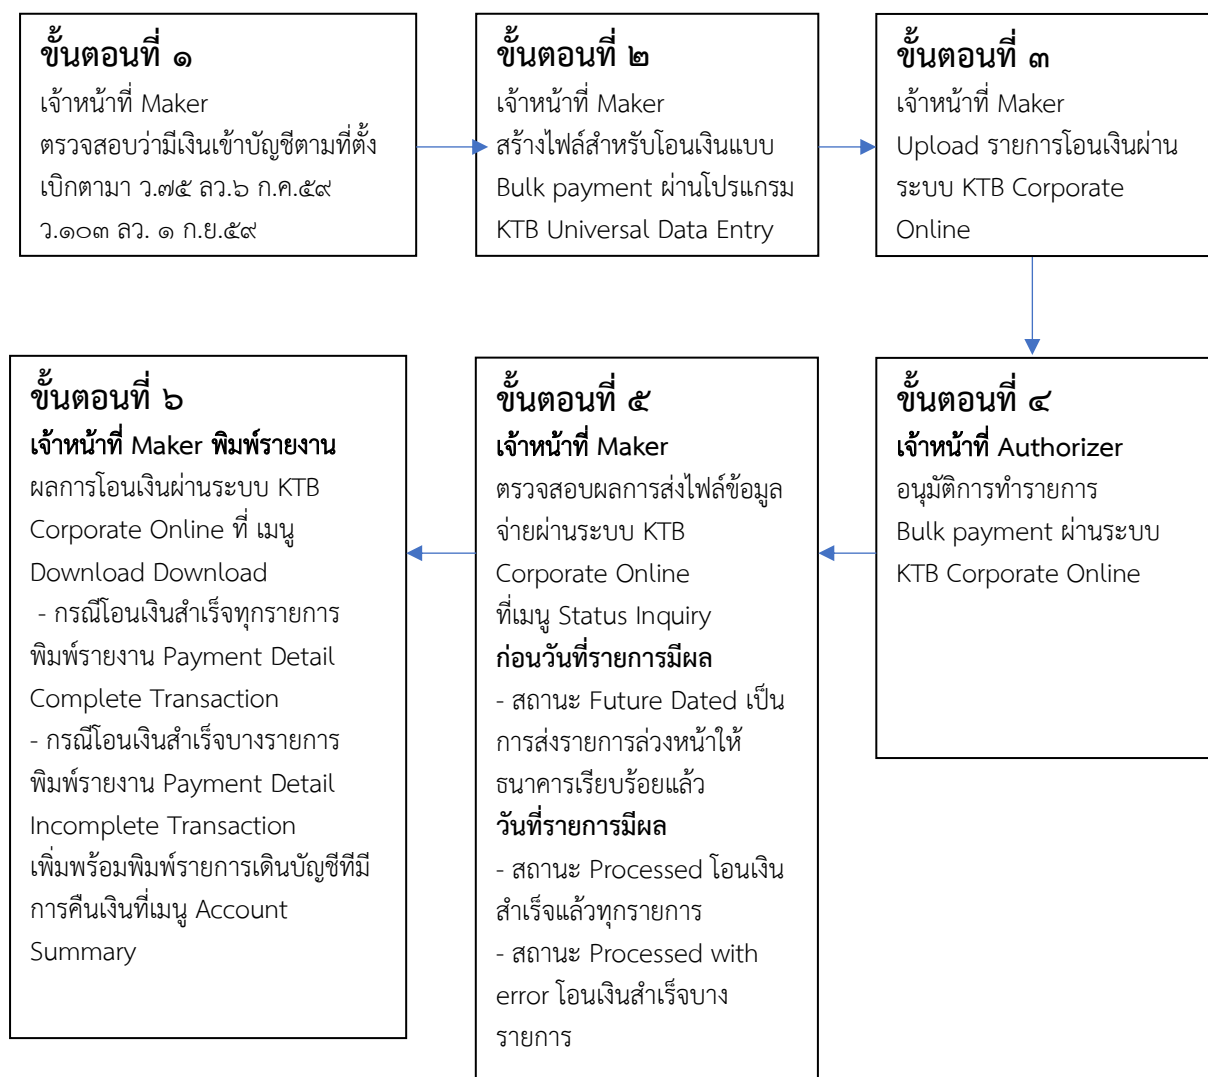 ขั้นตอนที่ ๑
เจ้าหน้าที่ Maker
ตรวจสอบว่ามีเงินเข้าบัญชีตามที่ตั้ง
เบิกตามา ว.๗๕ ลว.๖ ก.ค.๕๙
ว.๑๐๓ ลว. ๑ ก.ย.๕๙
ขั้นตอนที่ ๒
เจ้าหน้าที่ Maker
สร้างไฟล์สำหรับโอนเงินแบบ
Bulk payment ผ่านโปรแกรม
KTB Universal Data Entry
ขั้นตอนที่ ๓
เจ้าหน้าที่ Maker
Upload รายการโอนเงินผ่าน
ระบบ KTB Corporate
Online
ขั้นตอนที่ ๔
เจ้าหน้าที่ Authorizer
อนุมัติการทำรายการ
Bulk payment ผ่านระบบ
KTB Corporate Online
ขั้นตอนที่ ๕
เจ้าหน้าที่ Maker
ตรวจสอบผลการส่งไฟล์ข้อมูล
จ่ายผ่านระบบ KTB
Corporate Online
ที่เมนู Status Inquiry
ก่อนวันที่รายการมีผล
- สถานะ Future Dated เป็น
การส่งรายการล่วงหน้าให้
ธนาคารเรียบร้อยแล้ว
วันที่รายการมีผล
- สถานะ Processed โอนเงิน
สำเร็จแล้วทุกรายการ
- สถานะ Processed with
error โอนเงินสำเร็จบาง
รายการ
ขั้นตอนที่ ๖
เจ้าหน้าที่ Maker พิมพ์รายงาน
ผลการโอนเงินผ่านระบบ KTB
Corporate Online ที่ เมนู
Download Download
- กรณีโอนเงินสำเร็จทุกรายการ
พิมพ์รายงาน Payment Detail
Complete Transaction
- กรณีโอนเงินสำเร็จบางรายการ
พิมพ์รายงาน Payment Detail
Incomplete Transaction
เพิ่มพร้อมพิมพ์รายการเดินบัญชีทีมี
การคืนเงินที่เมนู Account
Summary